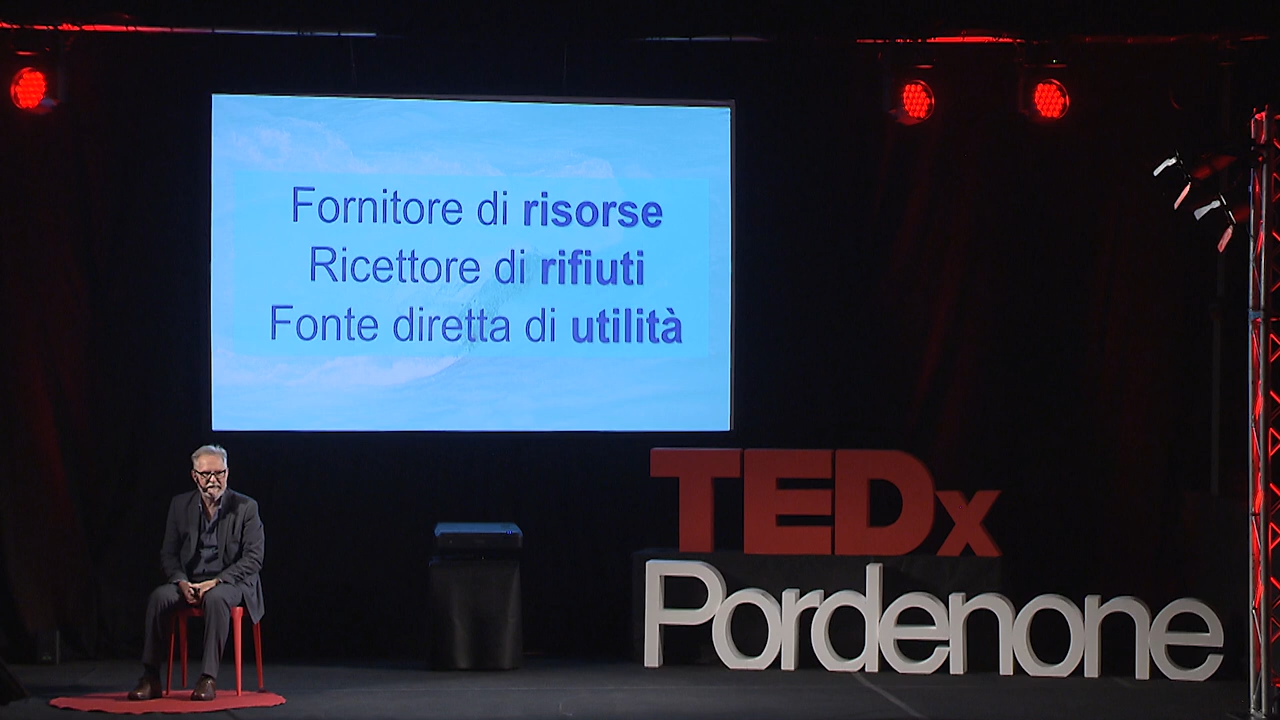 Fornitore di risorse
Ricettore di rifiuti
Fonte diretta di utilità
TEDx
Pordenone